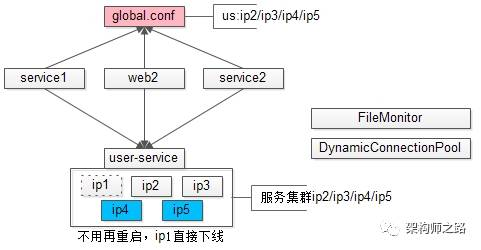 global.conf
us:ip2/ip3/ip4/ip5
service1
web2
service2
FileMonitor
DynamicConnectionPool
user-service
ip1
ip2
ip3
ip4
ip5
服务集群ip2/ip3/ip4/ip5
不用再重启，ip1直接下线
架构师之路